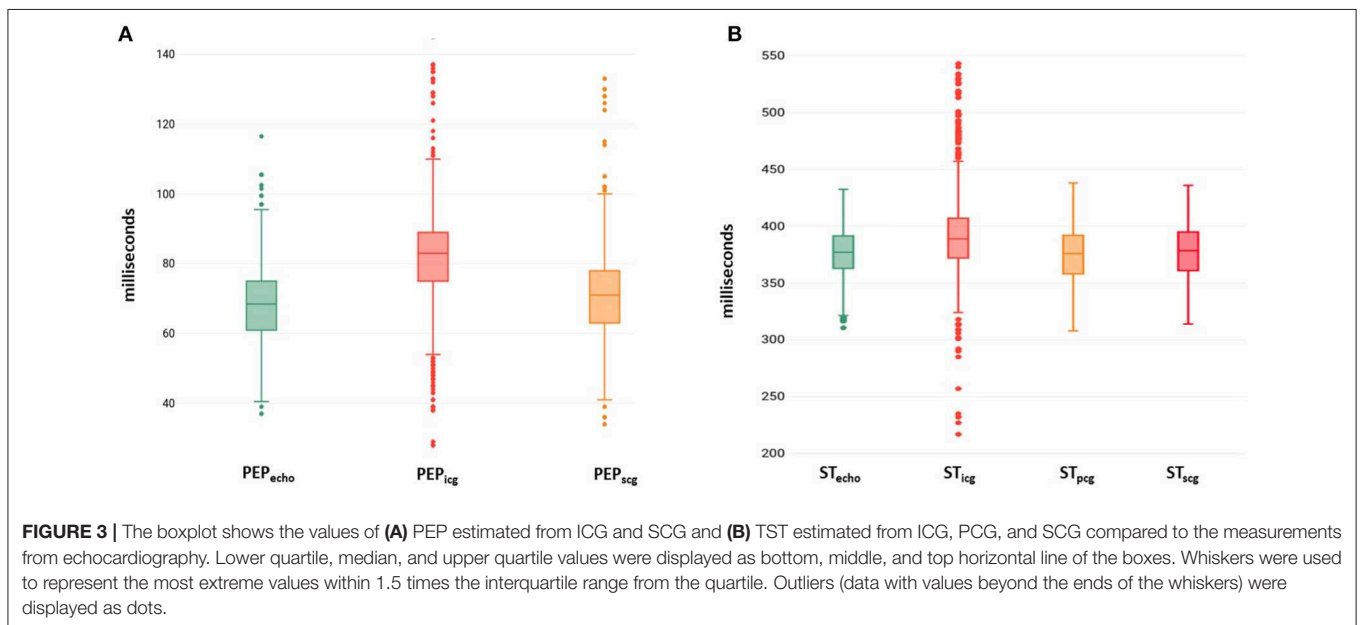 A
milliseconds
140
120
100
80
60
40
PEPecho
PEPicg
PEPscg
B
milliseconds
550
500
450
400
350
300
250
200
STecho
STicg
STpcg
STscg
FIGURE 3 | The boxplot shows the values of (A) PEP estimated from ICG and SCG and (B) TST estimated from ICG, PCG, and SCG compared to the measurements
from echocardiography. Lower quartile, median, and upper quartile values were displayed as bottom, middle, and top horizontal line of the boxes. Whiskers were used
to represent the most extreme values within 1.5 times the interquartile range from the quartile. Outliers (data with values beyond the ends of the whiskers) were
displayed as dots.